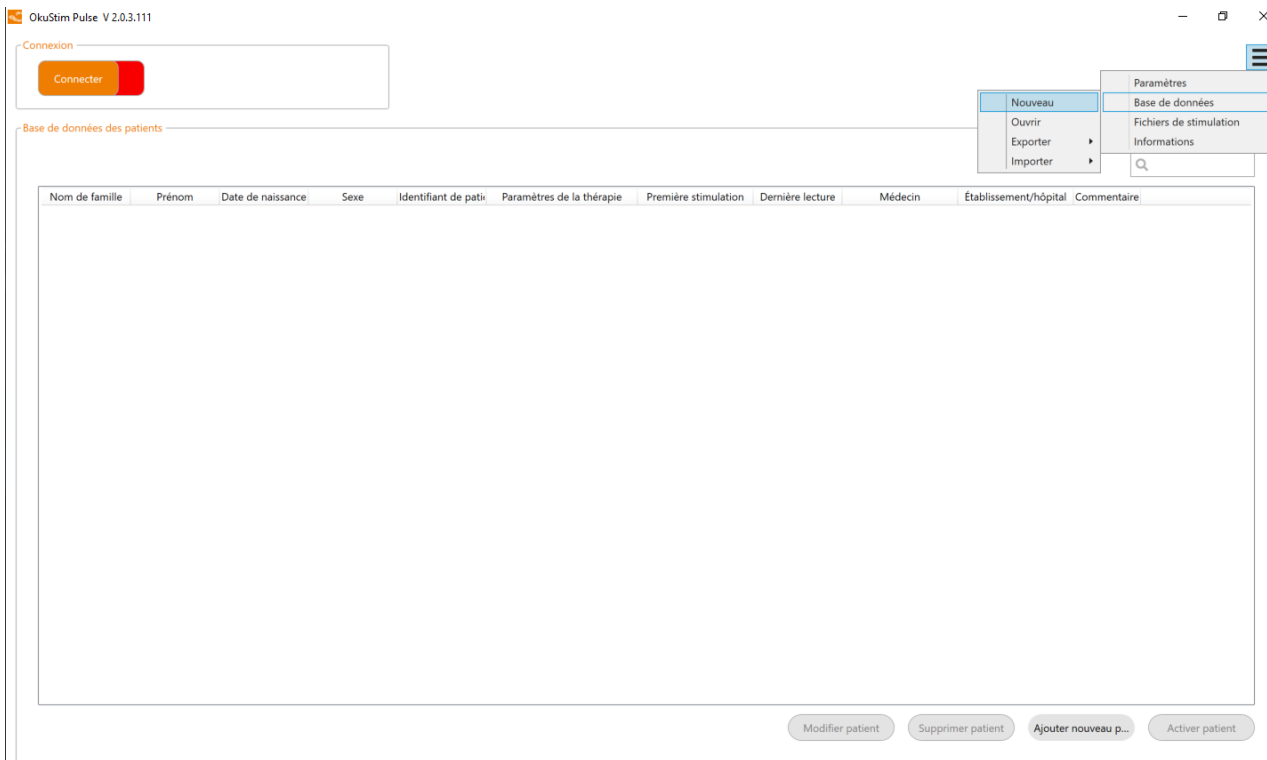 OkuStim Pulse V 2.0.3.111
Connexion
Connecter
Paramètres
Base de données
Fichiers de stimulation
Informations
Nouveau
Ouvrir
Exporter
Importer
Base de données des patients
Nom de famille Prénom Date de naissance Sexe Identifiant de patie Paramètres de la thérapie Première stimulation Dernière lecture Médecin Établissement/hôpital Commentaire
Modifier patient Supprimer patient Ajouter nouveau p... Activer patient